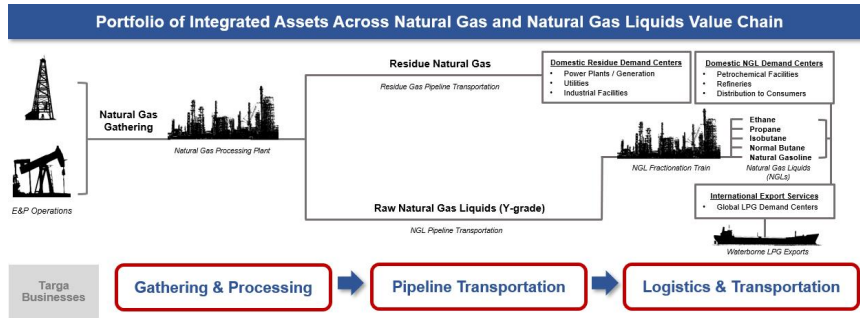 Portfolio of Integrated Assets Across Natural Gas and Natural Gas Liquids Value Chain
Residue Natural Gas
Residue Gas Pipeline Transportation
Domestic Residue Demand Centers
• Power Plants / Generation
• Utilities
• Industrial Facilities
Domestic NGL Demand Centers
• Petrochemical Facilities
• Refineries
• Distribution to Consumers
Natural Gas
Gathering
Natural Gas Processing Plant
E&P Operations
Ethane
Propane
Isobutane
Normal Butane
Natural Gasoline
NGL Fractionation Train
Natural Gas Liquids
(NGLs)
Raw Natural Gas Liquids (Y-grade)
NGL Pipeline Transportation
International Export Services
• Global LPG Demand Centers
Waterborne LPG Exports
Targa
Businesses
Gathering & Processing
Pipeline Transportation
Logistics & Transportation